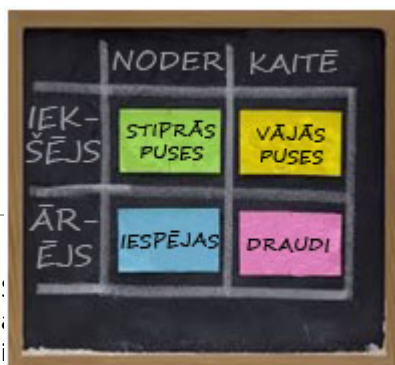 NODER KAITĒ
IEK-
ŠĒJS
STIPRĀS
PUSES
VĀJĀS
PUSES
ĀR-
ĒJS
IESPĒJAS
DRAUDI